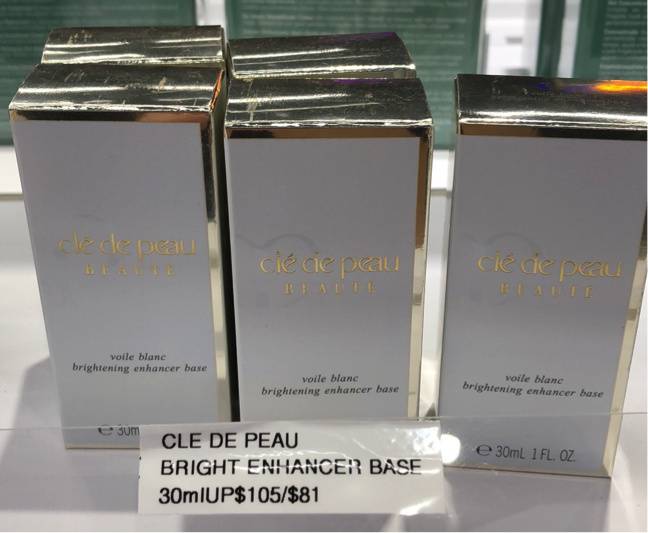 clé de peau
BEAUTÉ
voile blanc
brightening enhancer base
℮ 30m
clé de peau
BEAUTÉ
voile blanc
brightening enhancer base
clé de peau
BEAUTÉ
voile blanc
brightening enhancer base
℮ 30mL 1 FL. OZ.
CLE DE PEAU
BRIGHT ENHANCER BASE
30mlUP$105/$81